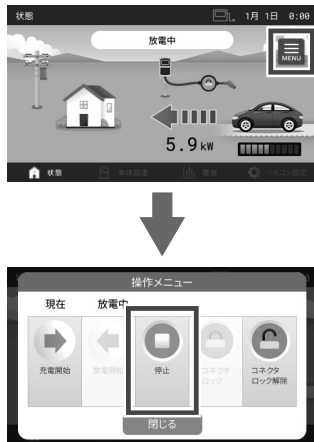 状態 1月 1日 0:00
放電中
MENU
5.9 kW
状態 本体設定 履歴 リモコン設定
操作メニュー
現在 放電中
充電開始 放電開始 停止 コネクタ
ロック コネクタ
ロック解除
閉じる